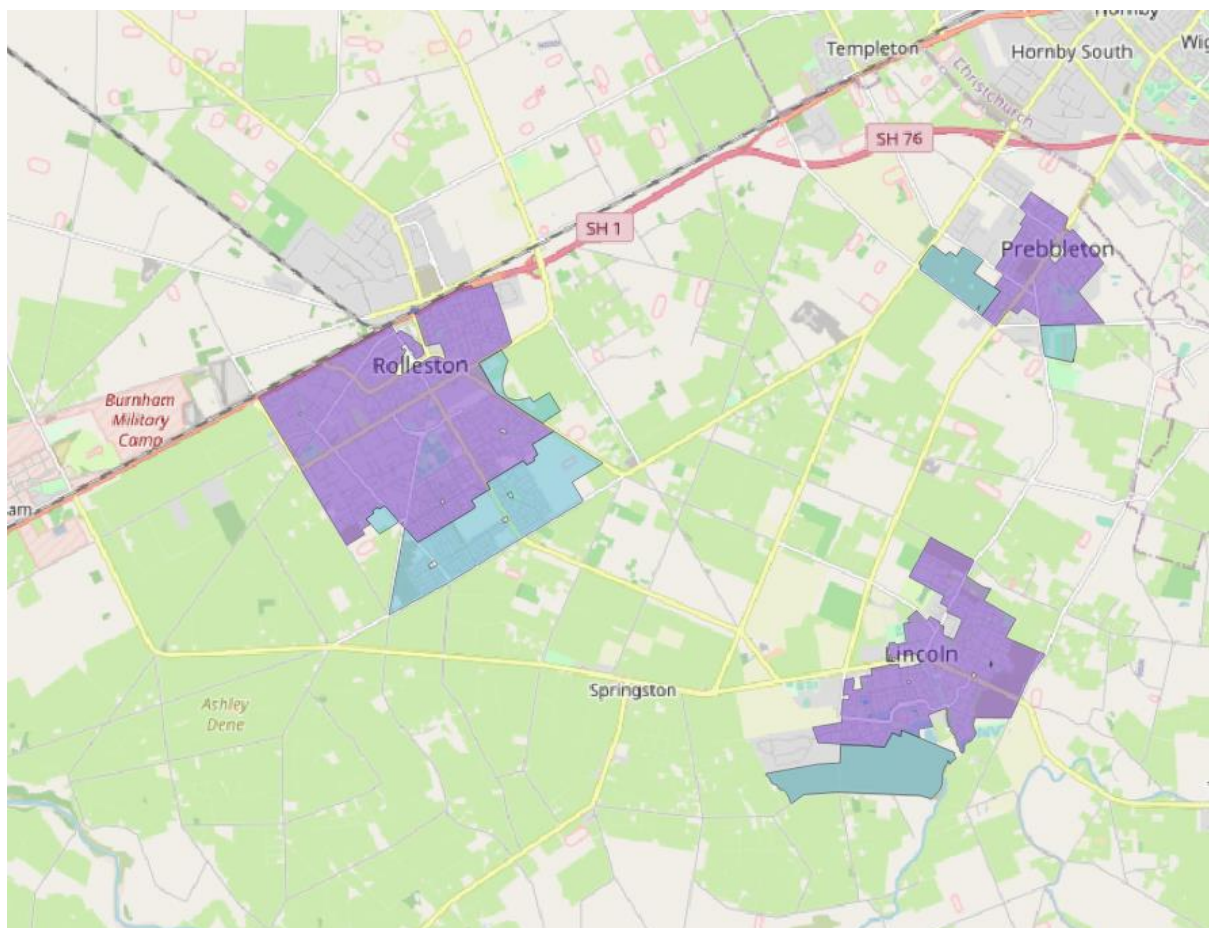 Hornby
Templeton
Hornby South
Wig
Christchurch
SH 76
SH 1
Prebbleton
Rolleston
Burnham
Military
Camp
am
Lincoln
Springston
Ashley
Dene